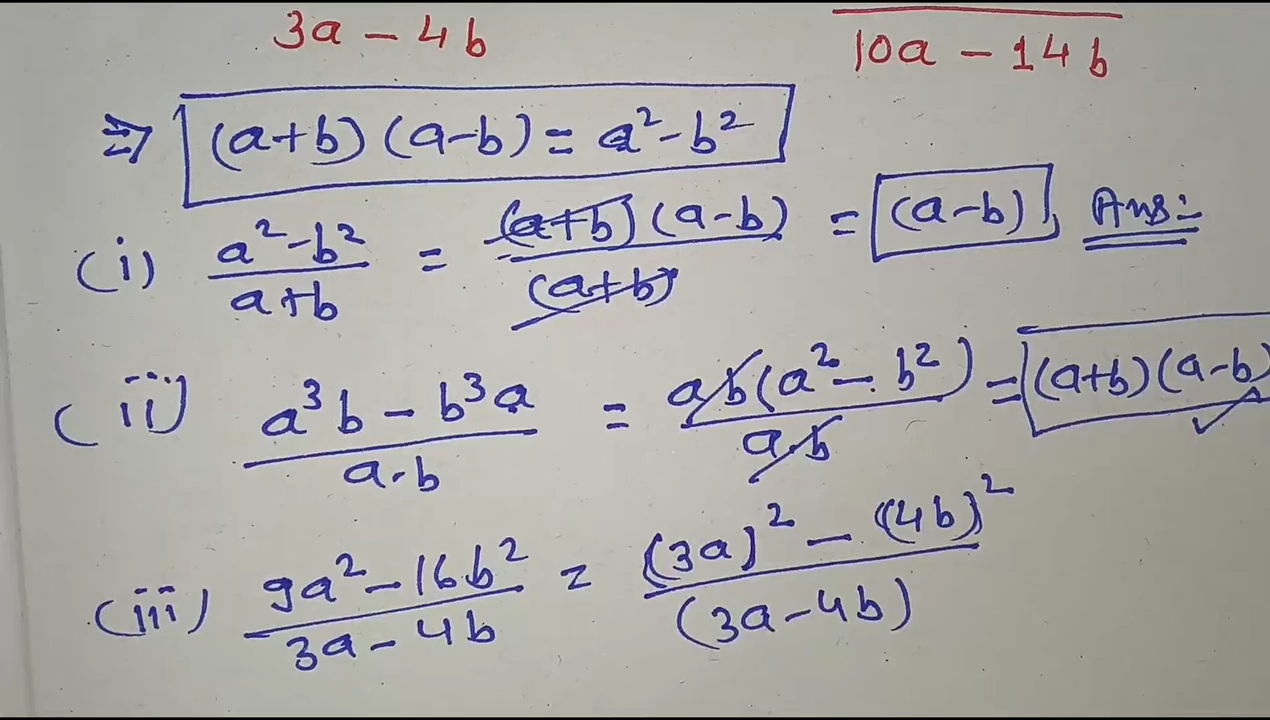 3a - 4b
10a - 14b
⇒ (a+b) (a-b) = a² - b²
(i) a² - b² / a+b = (a+b) (a-b) / (a+b) = (a-b) Ans:-
(ii) a³b - b³a / a·b = ab(a² - b²) / a·b = (a+b) (a-b) ✓
(iii) 9a² - 16b² / 3a - 4b = (3a)² - (4b)² / (3a - 4b)